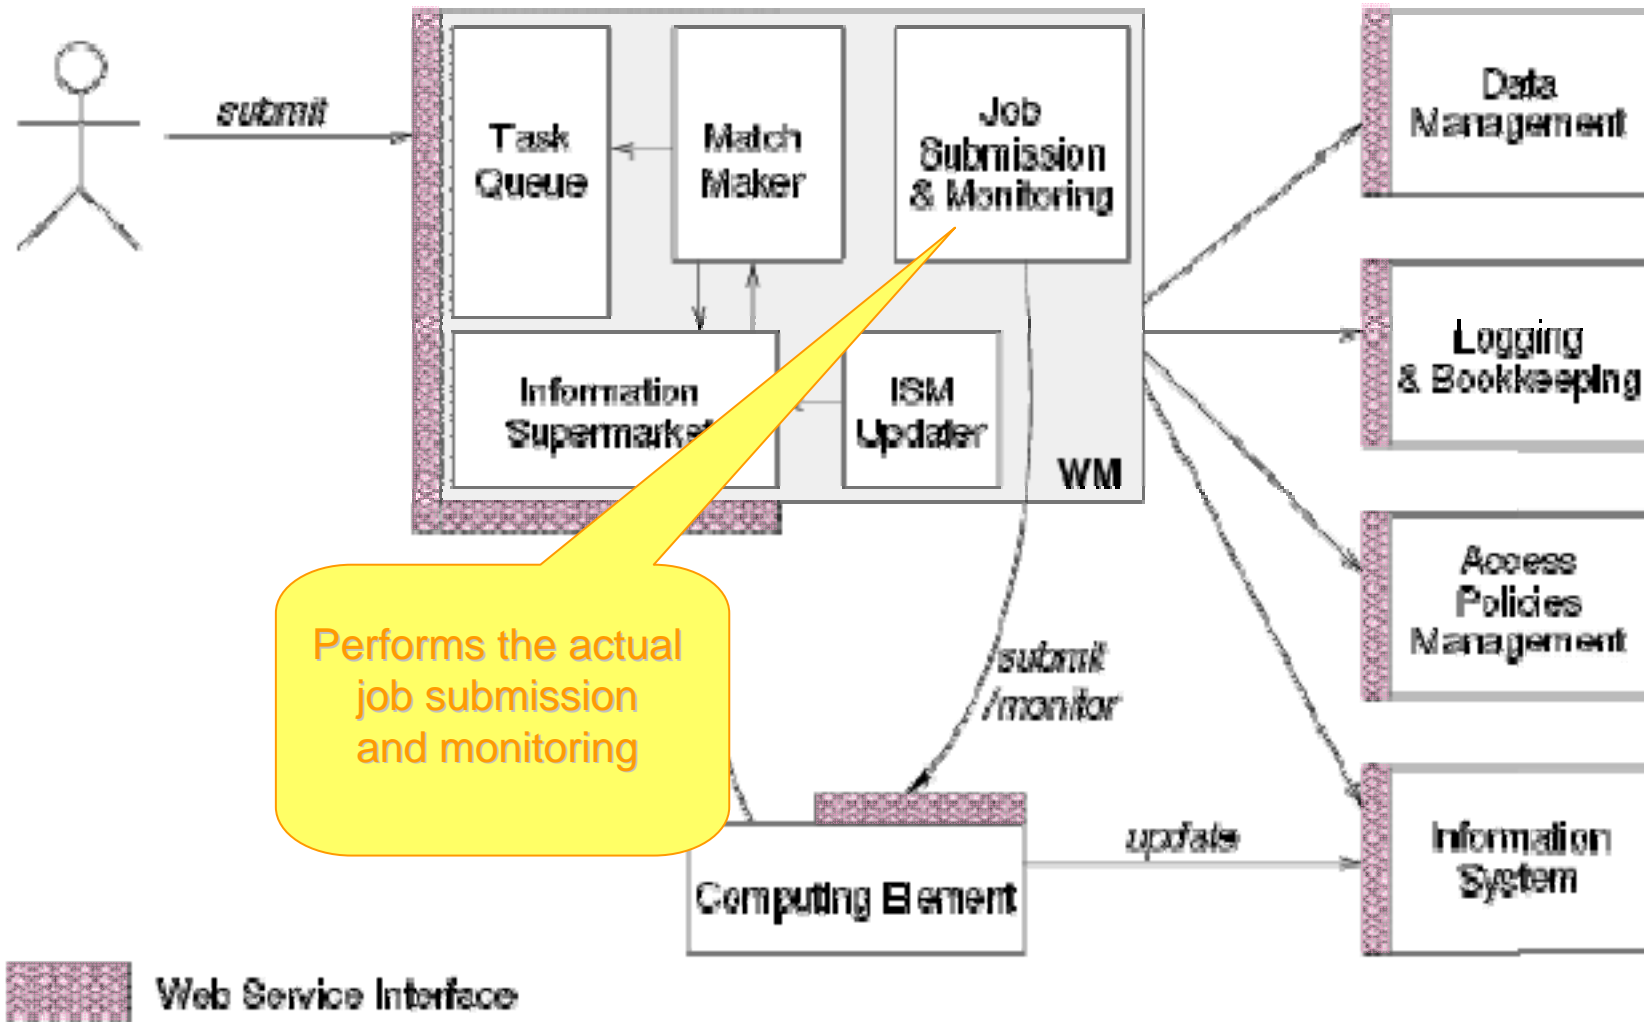 submit
Task
Queue
Match
Maker
Job
Submission
& Monitoring
Information
Supermarket
ISM
Updater
WM
Data
Management
Logging
& Bookkeeping
Access
Policies
Management
Information
System
Performs the actual
job submission
and monitoring
submit
/monitor
update
Computing Element
Web Service Interface